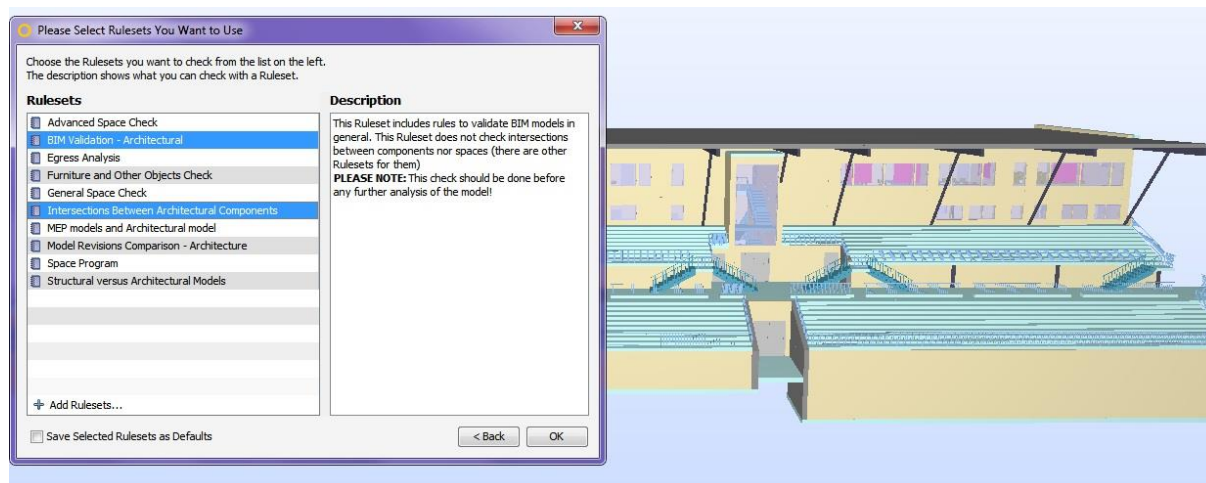 Please Select Rulesets You Want to Use
Choose the Rulesets you want to check from the list on the left.
The description shows what you can check with a Ruleset.
Rulesets
Advanced Space Check
BIM Validation - Architectural
Egress Analysis
Furniture and Other Objects Check
General Space Check
Intersections Between Architectural Components
MEP models and Architectural model
Model Revisions Comparison - Architecture
Space Program
Structural versus Architectural Models
Add Rulesets...
Description
This Ruleset includes rules to validate BIM models in
general. This Ruleset does not check intersections
between components nor spaces (there are other
Rulesets for them)
PLEASE NOTE: This check should be done before
any further analysis of the model!
Save Selected Rulesets as Defaults
< Back
OK